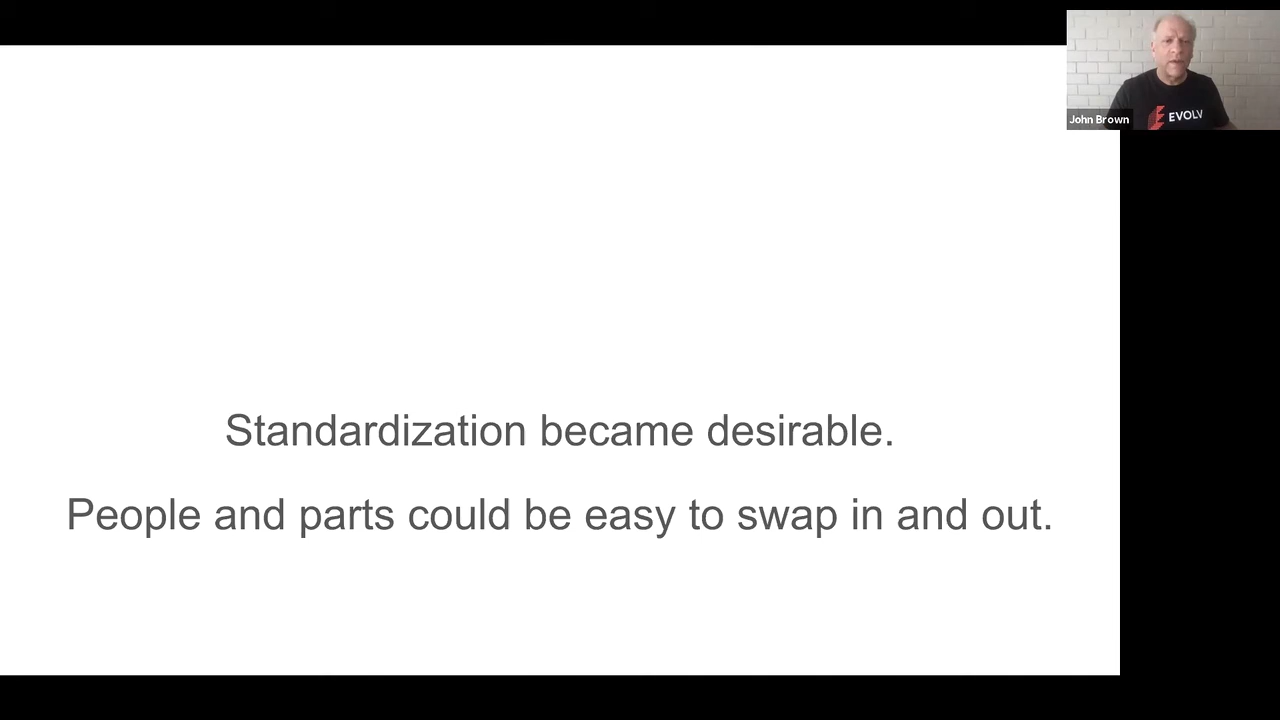 John Brown
EVOLV
Standardization became desirable.
People and parts could be easy to swap in and out.